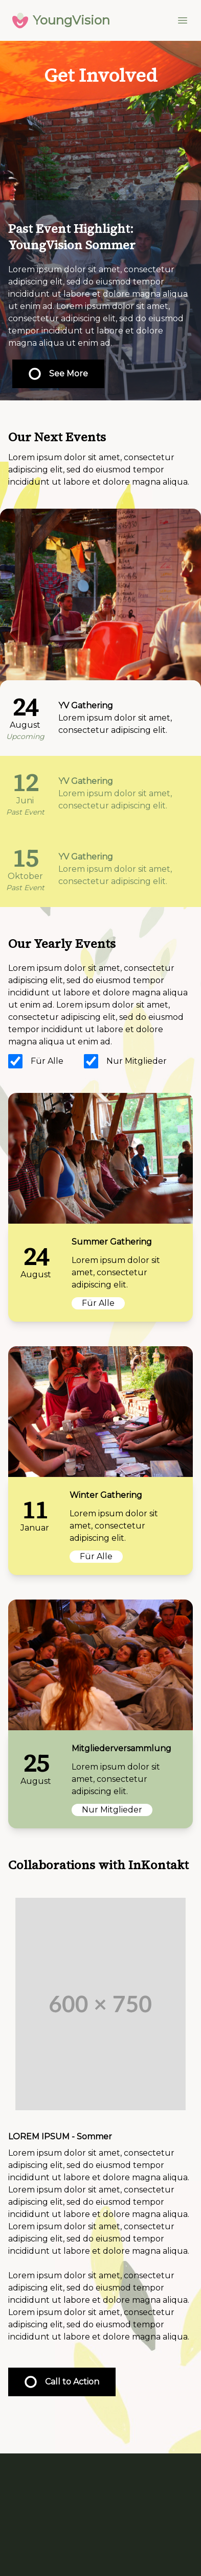 YoungVision
Get Involved
Past Event Highlight:
YoungVision Sommer
Lorem ipsum dolor sit amet, consectetur
adipiscing elit, sed do eiusmod tempor
incididunt ut labore et dolore magna aliqua
ut enim ad. Lorem ipsum dolor sit amet,
consectetur adipiscing elit, sed do eiusmod
tempor incididunt ut labore et dolore
magna aliqua ut enim ad.
See More
Our Next Events
Lorem ipsum dolor sit amet, consectetur
adipiscing elit, sed do eiusmod tempor
incididunt ut labore et dolore magna aliqua.
24
August
Upcoming
YV Gathering
Lorem ipsum dolor sit amet,
consectetur adipiscing elit.
12
Juni
Past Event
YV Gathering
Lorem ipsum dolor sit amet,
consectetur adipiscing elit.
15
Oktober
Past Event
YV Gathering
Lorem ipsum dolor sit amet,
consectetur adipiscing elit.
Our Yearly Events
Lorem ipsum dolor sit amet, consectetur
adipiscing elit, sed do eiusmod tempor
incididunt ut labore et dolore magna aliqua
ut enim ad. Lorem ipsum dolor sit amet,
consectetur adipiscing elit, sed do eiusmod
tempor incididunt ut labore et dolore
magna aliqua ut enim ad.
Für Alle Nur Mitglieder
24
August
Summer Gathering
Lorem ipsum dolor sit
amet, consectetur
adipiscing elit.
Für Alle
11
Januar
Winter Gathering
Lorem ipsum dolor sit
amet, consectetur
adipiscing elit.
Für Alle
25
August
Mitgliederversammlung
Lorem ipsum dolor sit
amet, consectetur
adipiscing elit.
Nur Mitglieder
Collaborations with InKontakt
600 × 750
LOREM IPSUM - Sommer
Lorem ipsum dolor sit amet, consectetur
adipiscing elit, sed do eiusmod tempor
incididunt ut labore et dolore magna aliqua.
Lorem ipsum dolor sit amet, consectetur
adipiscing elit, sed do eiusmod tempor
incididunt ut labore et dolore magna aliqua.
Lorem ipsum dolor sit amet, consectetur
adipiscing elit, sed do eiusmod tempor
incididunt ut labore et dolore magna aliqua.
Lorem ipsum dolor sit amet, consectetur
adipiscing elit, sed do eiusmod tempor
incididunt ut labore et dolore magna aliqua.
Lorem ipsum dolor sit amet, consectetur
adipiscing elit, sed do eiusmod tempor
incididunt ut labore et dolore magna aliqua.
Call to Action